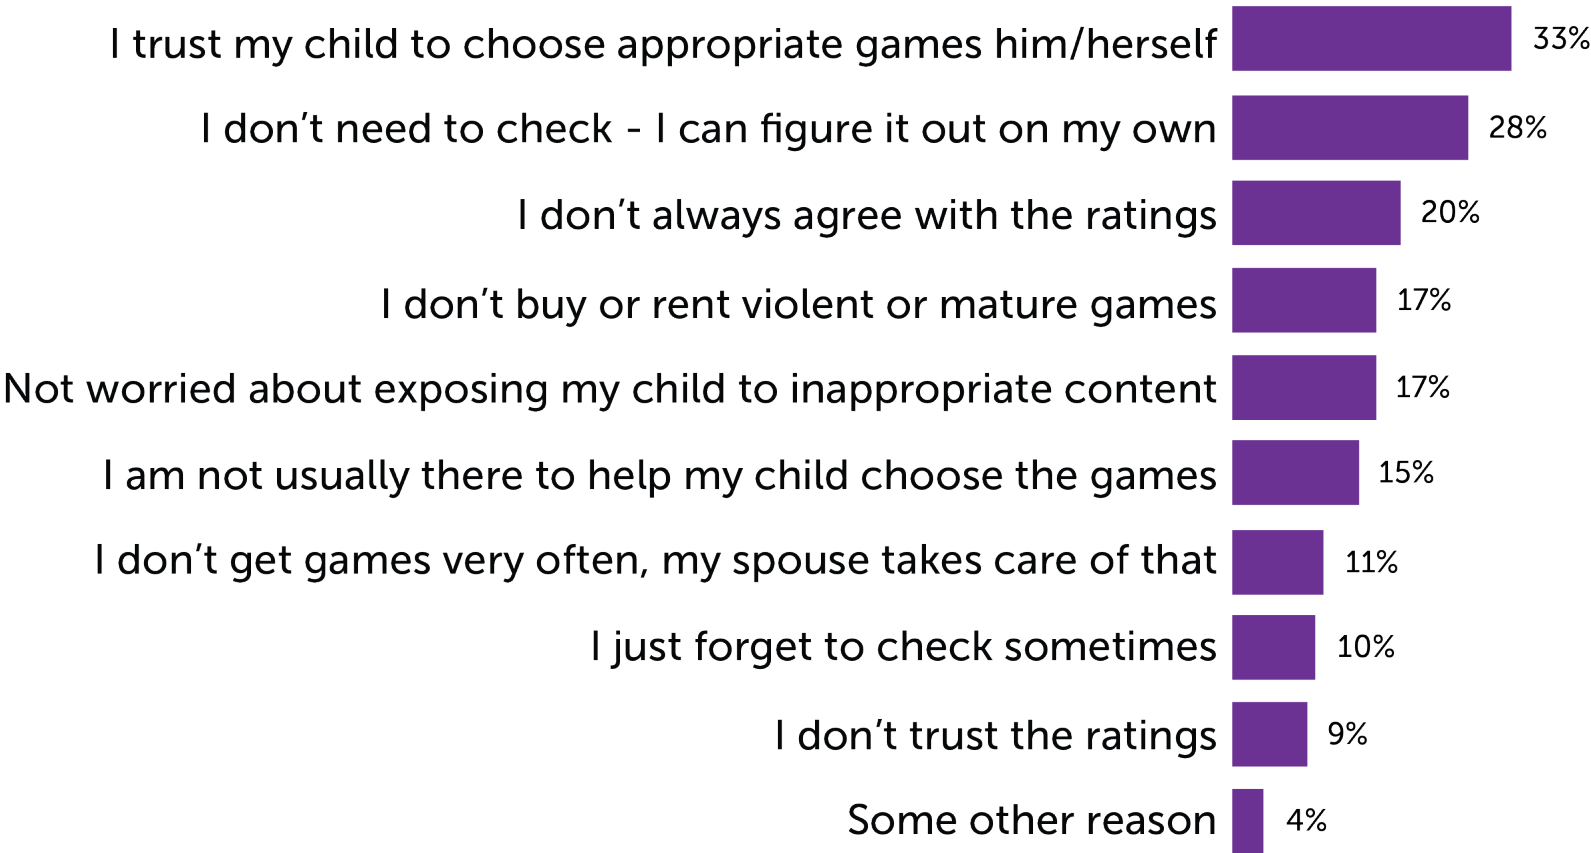 I trust my child to choose appropriate games him/herself 33%
I don’t need to check - I can figure it out on my own 28%
I don’t always agree with the ratings 20%
I don’t buy or rent violent or mature games 17%
Not worried about exposing my child to inappropriate content 17%
I am not usually there to help my child choose the games 15%
I don’t get games very often, my spouse takes care of that 11%
I just forget to check sometimes 10%
I don’t trust the ratings 9%
Some other reason 4%